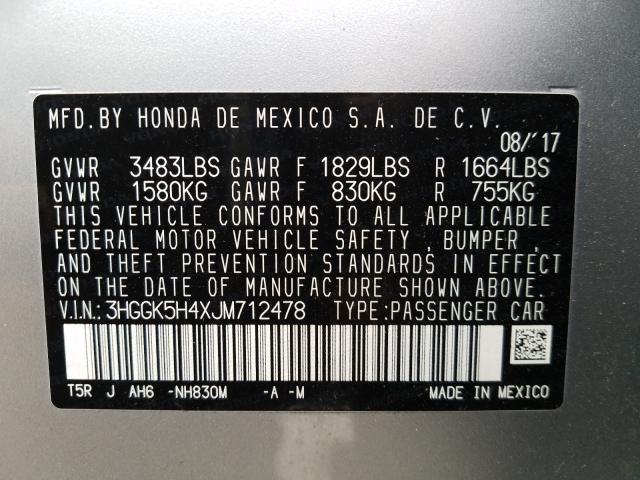 MFD.BY HONDA DE MEXICO S.A. DE C.V.
08/'17
GVWR 3483LBS GAWR F 1829LBS R 1664LBS
GVWR 1580KG GAWR F 830KG R 755KG
THIS VEHICLE CONFORMS TO ALL APPLICABLE
FEDERAL MOTOR VEHICLE SAFETY , BUMPER ,
AND THEFT PREVENTION STANDARDS IN EFFECT
ON THE DATE OF MANUFACTURE SHOWN ABOVE.
V.I.N.:3HGGK5H4XJM712478 TYPE:PASSENGER CAR
T5R J AH6 -NH830M -A -M MADE IN MEXICO